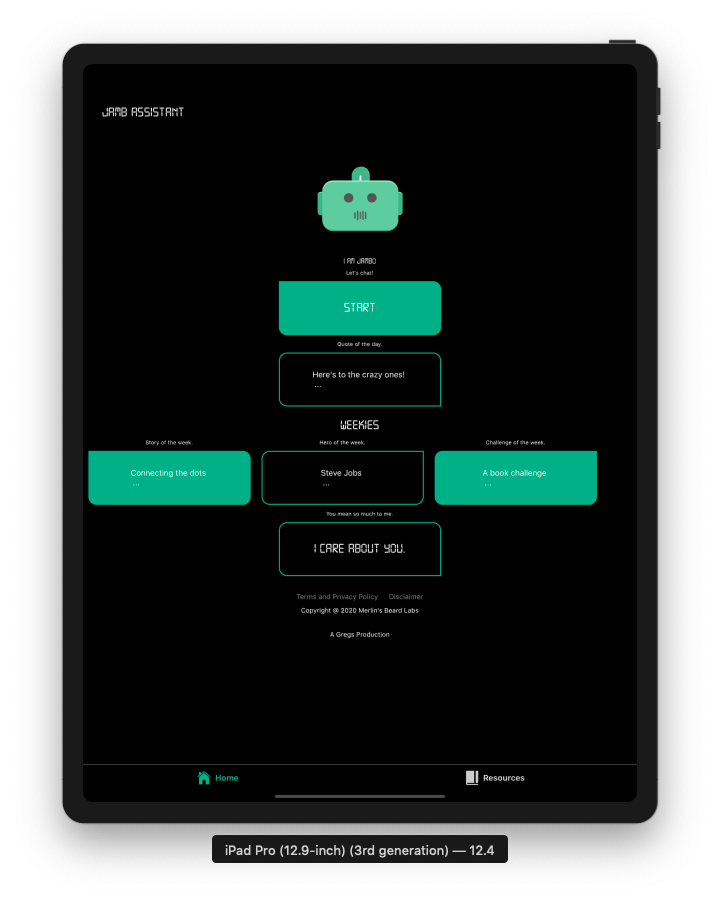 JAMB ASSISTANT
I AM JAMBO
Let's chat!
START
Quote of the day.
Here's to the crazy ones!
...
WEEKIES
Story of the week.
Hero of the week.
Challenge of the week.
Connecting the dots
...
Steve Jobs
...
A book challenge
...
You mean so much to me.
I CARE ABOUT YOU.
Terms and Privacy Policy Disclaimer
Copyright @ 2020 Merlin's Beard Labs
A Gregs Production
Home
Resources
iPad Pro (12.9-inch) (3rd generation) — 12.4